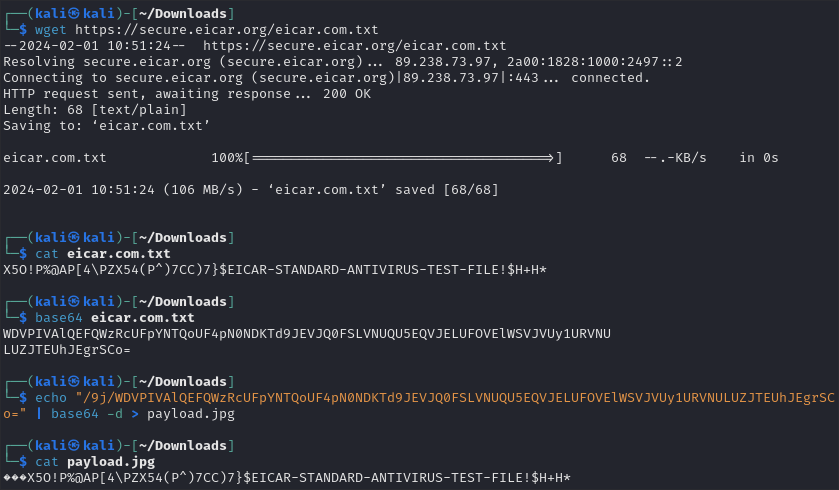 ┌──(kali㉿kali)-[~/Downloads]
└─$ wget https://secure.eicar.org/eicar.com.txt
--2024-02-01 10:51:24--  https://secure.eicar.org/eicar.com.txt
Resolving secure.eicar.org (secure.eicar.org)... 89.238.73.97, 2a00:1828:1000:2497::2
Connecting to secure.eicar.org (secure.eicar.org)|89.238.73.97|:443... connected.
HTTP request sent, awaiting response... 200 OK
Length: 68 [text/plain]
Saving to: ‘eicar.com.txt’
eicar.com.txt             100%[=====================================>]      68  --.-KB/s    in 0s
2024-02-01 10:51:24 (106 MB/s) - ‘eicar.com.txt’ saved [68/68]
┌──(kali㉿kali)-[~/Downloads]
└─$ cat eicar.com.txt
X5O!P%@AP[4\PZX54(P^)7CC)7}$EICAR-STANDARD-ANTIVIRUS-TEST-FILE!$H+H*
┌──(kali㉿kali)-[~/Downloads]
└─$ base64 eicar.com.txt
WDVPIVAlQEFQWzRcUFpYNTQoUF4pN0NDKTd9JEVJQ0FSLVNUQU5EQVJELUFOVElWSVJVUy1URVNU
LUZJTEUhJEgrSCo=
┌──(kali㉿kali)-[~/Downloads]
└─$ echo "/9j/WDVPIVAlQEFQWzRcUFpYNTQoUF4pN0NDKTd9JEVJQ0FSLVNUQU5EQVJELUFOVElWSVJVUy1URVNULUZJTEUhJEgrSC
o=" | base64 -d > payload.jpg
┌──(kali㉿kali)-[~/Downloads]
└─$ cat payload.jpg
���X5O!P%@AP[4\PZX54(P^)7CC)7}$EICAR-STANDARD-ANTIVIRUS-TEST-FILE!$H+H*